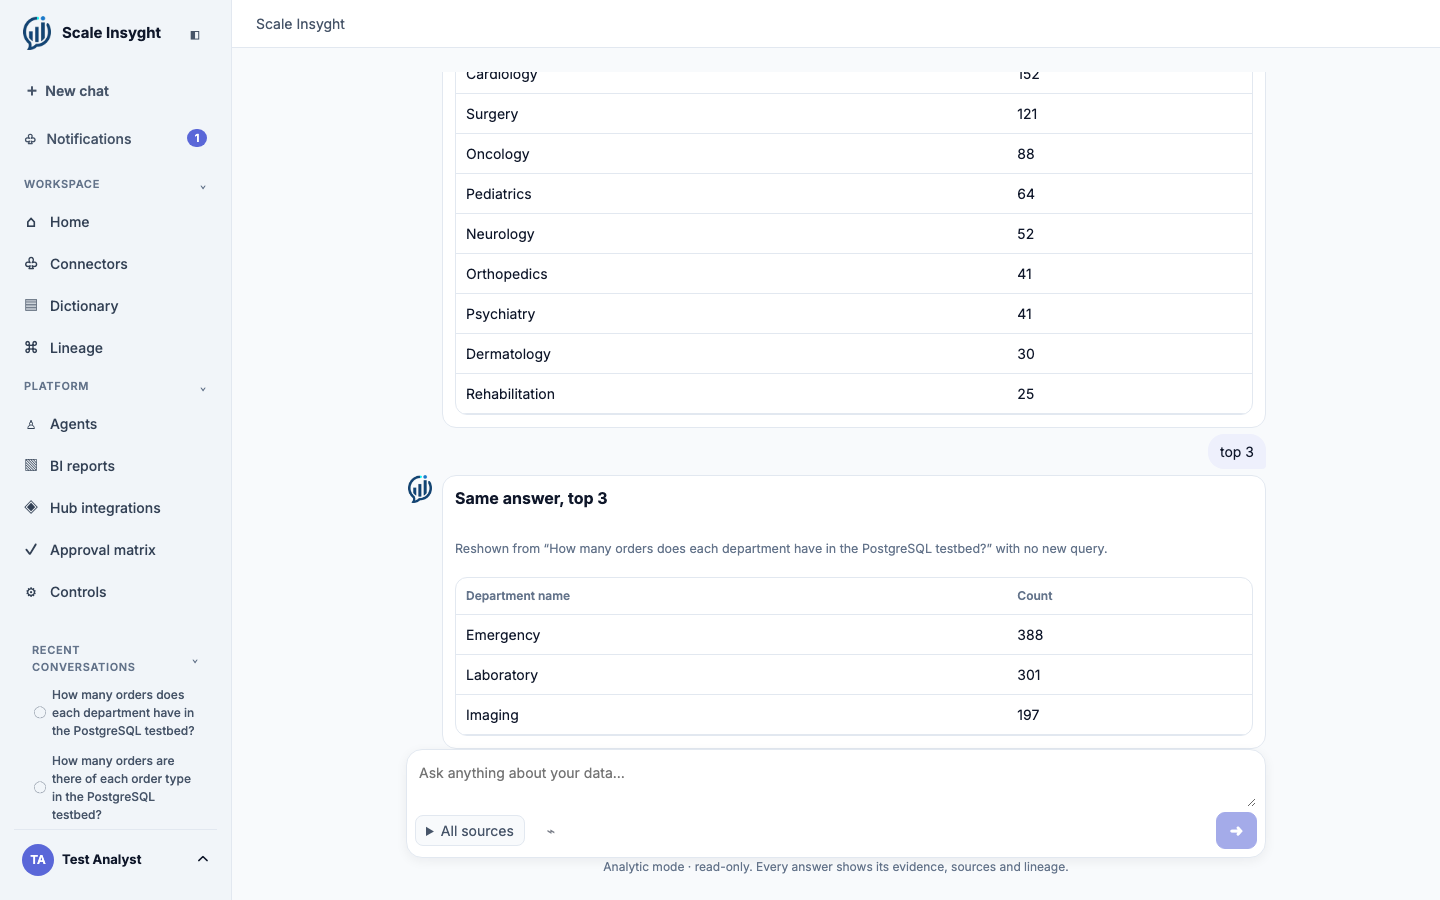 Scale Insyght
New chat
Notifications 1
WORKSPACE
Home
Connectors
Dictionary
Lineage
PLATFORM
Agents
BI reports
Hub integrations
Approval matrix
Controls
RECENT
CONVERSATIONS
How many orders does
each department have in
the PostgreSQL testbed?
How many orders are
there of each order type
in the PostgreSQL
testbed?
TA Test Analyst
Scale Insyght
Cardiology 152
Surgery 121
Oncology 88
Pediatrics 64
Neurology 52
Orthopedics 41
Psychiatry 41
Dermatology 30
Rehabilitation 25
top 3
Same answer, top 3
Reshown from “How many orders does each department have in the PostgreSQL testbed?” with no new query.
Department name Count
Emergency 388
Laboratory 301
Imaging 197
Ask anything about your data...
All sources
Analytic mode · read-only. Every answer shows its evidence, sources and lineage.